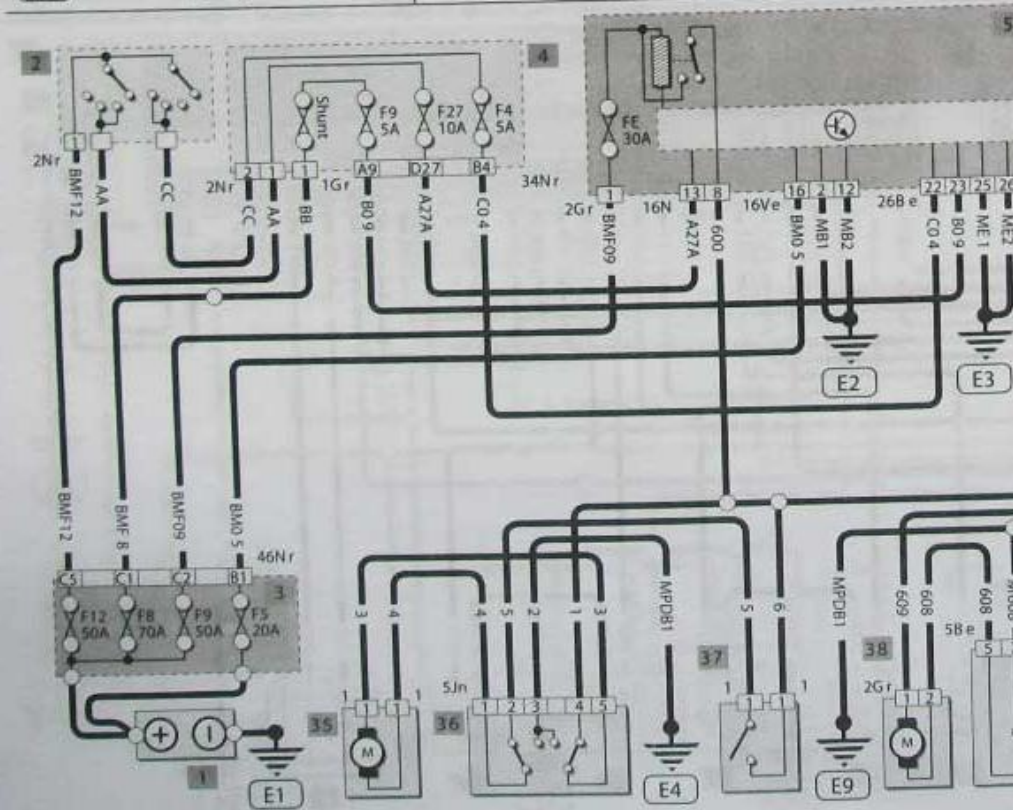 2
4
5
Shunt
F9
5A
F27
10A
F4
5A
FE
30A
1
2Nr
2 1
1
A9
D27
B4
2Nr
1Gr
34Nr
1
13 8
16 2 12
22 23 25 26
2Gr
16N
16Ve
26Be
BMF12
AA
CC
CC
AA
BB
B0 9
A27A
C0 4
BMF09
A27A
600
BM0 5
MB1
MB2
C0 4
B0 9
ME1
ME2
E2
E3
BMF12
BMF 8
BMF09
BM0 5
46Nr
C5
C1
C2
B1
3
F12
50A
F8
70A
F9
50A
F5
20A
3
4
4
5
2
1
3
MPDB1
5
6
MPDB1
609
608
608
37
38
5Be
5
1
1 1
1
5Jn
1 2 3 4 5
1
1 1
1
2Gr
1 2
35
36
M
M
+
1
E1
E4
E9